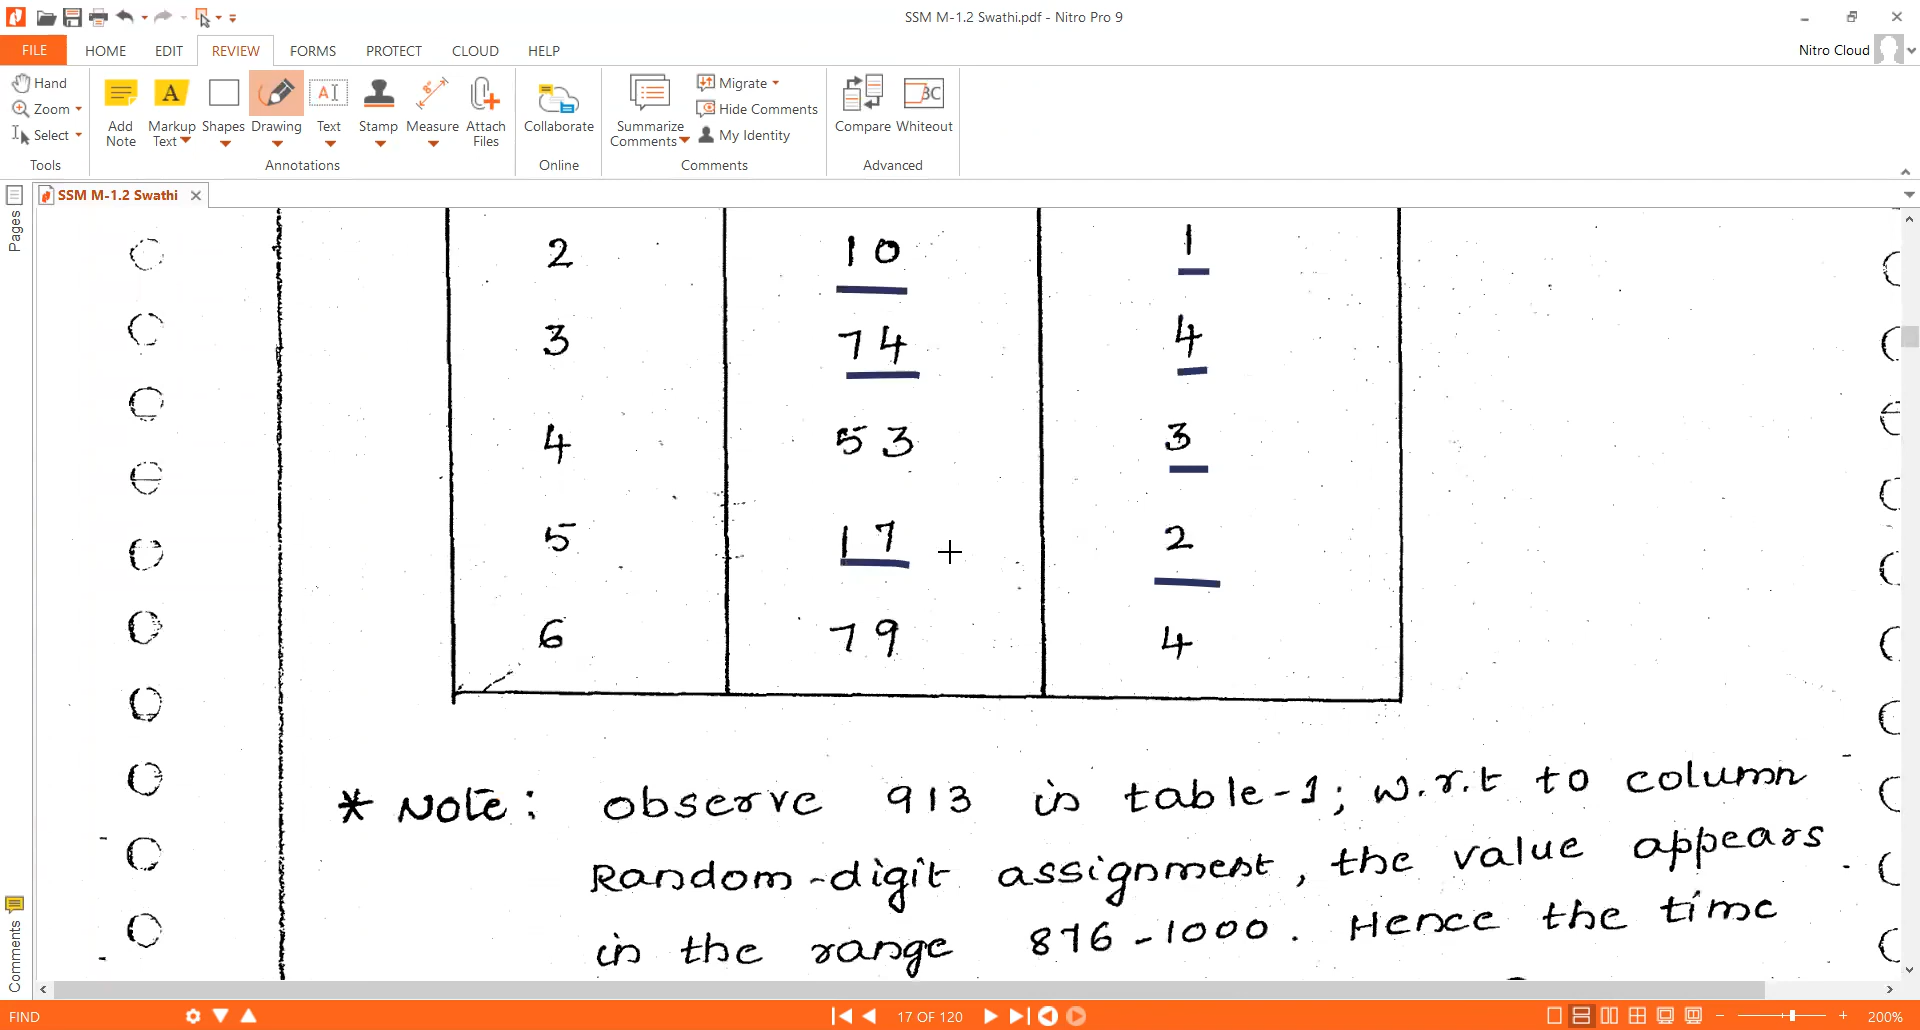 SSM M-1.2 Swathi.pdf - Nitro Pro 9
FILE HOME EDIT REVIEW FORMS PROTECT CLOUD HELP
Nitro Cloud
Hand
Zoom
Select
Tools
Add Note
Markup Text
Shapes
Drawing
Text
Stamp
Measure
Attach Files
Annotations
Collaborate
Online
Summarize Comments
Migrate
Hide Comments
My Identity
Comments
Compare
Whiteout
Advanced
SSM M-1.2 Swathi
Pages
2 10 1
3 74 4
4 53 3
5 17 2
6 79 4
* Note: observe 913 in table-1; w.r.t to column
Random-digit assignment, the value appears
in the range 876-1000. Hence the time
Comments
FIND
17 OF 120
200%